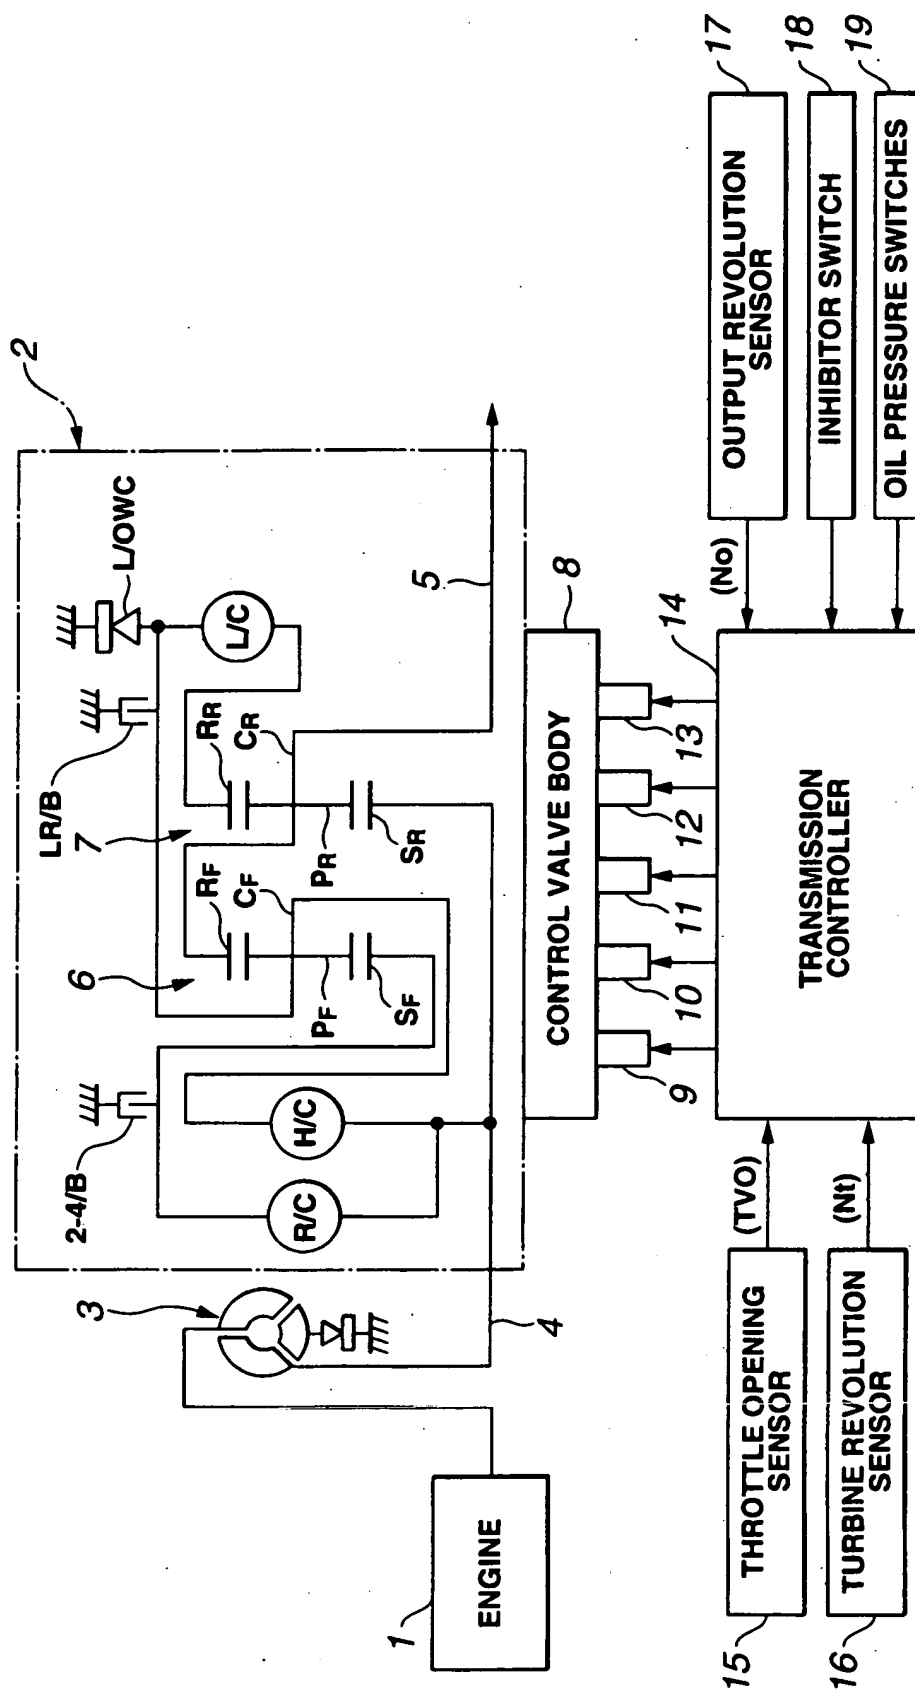 2
LR/B
L/OWC
2-4/B
7
RR
CR
L/C
6
RF
CF
PR
SR
PF
SF
H/C
R/C
3
5
4
1
ENGINE
CONTROL VALVE BODY
8
9
10
11
12
13
14
TRANSMISSION
CONTROLLER
(TVO)
(Nt)
(No)
15
THROTTLE OPENING
SENSOR
16
TURBINE REVOLUTION
SENSOR
17
OUTPUT REVOLUTION
SENSOR
18
INHIBITOR SWITCH
19
OIL PRESSURE SWITCHES